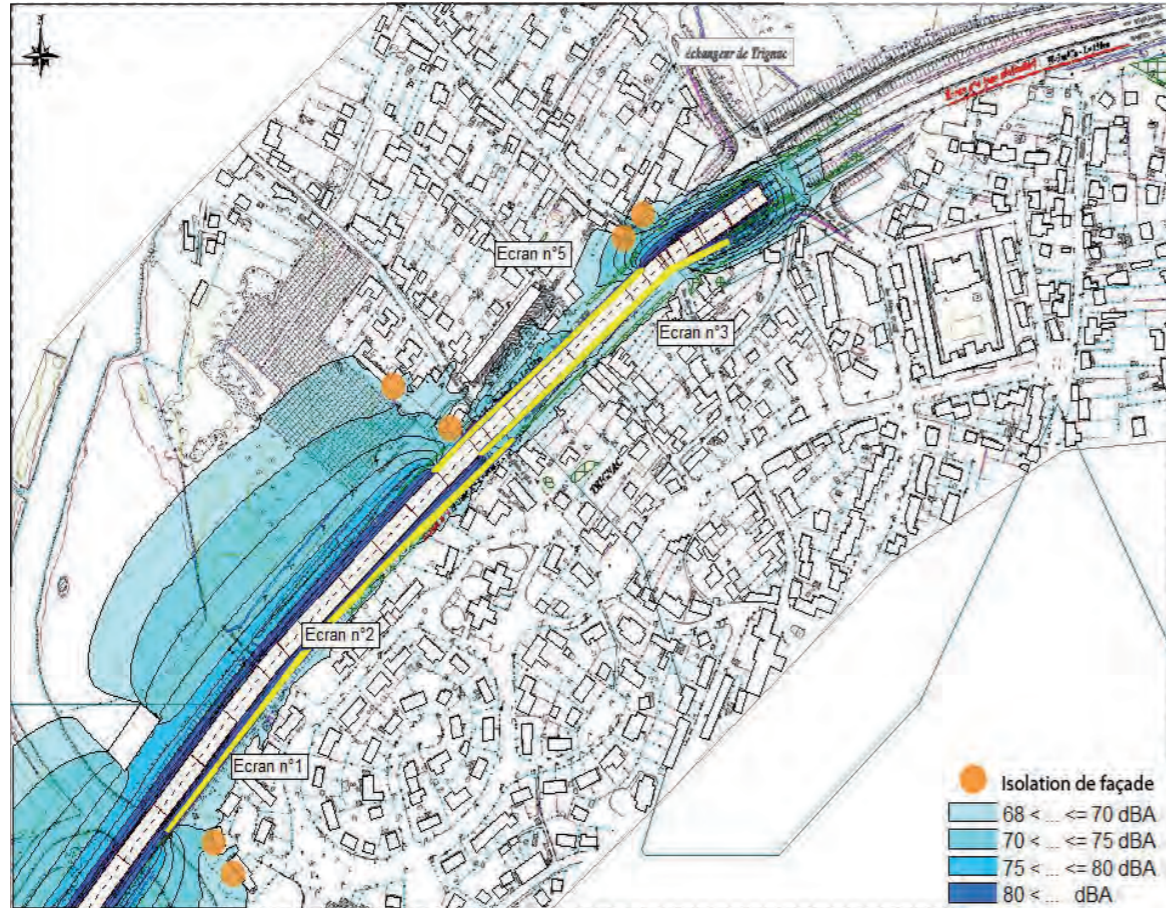 échangeur de Trignac
Ecran n°5
Ecran n°3
TRIGNAC
Ecran n°2
Ecran n°1
Isolation de façade
68 < ... <= 70 dBA
70 < ... <= 75 dBA
75 < ... <= 80 dBA
80 < ... dBA